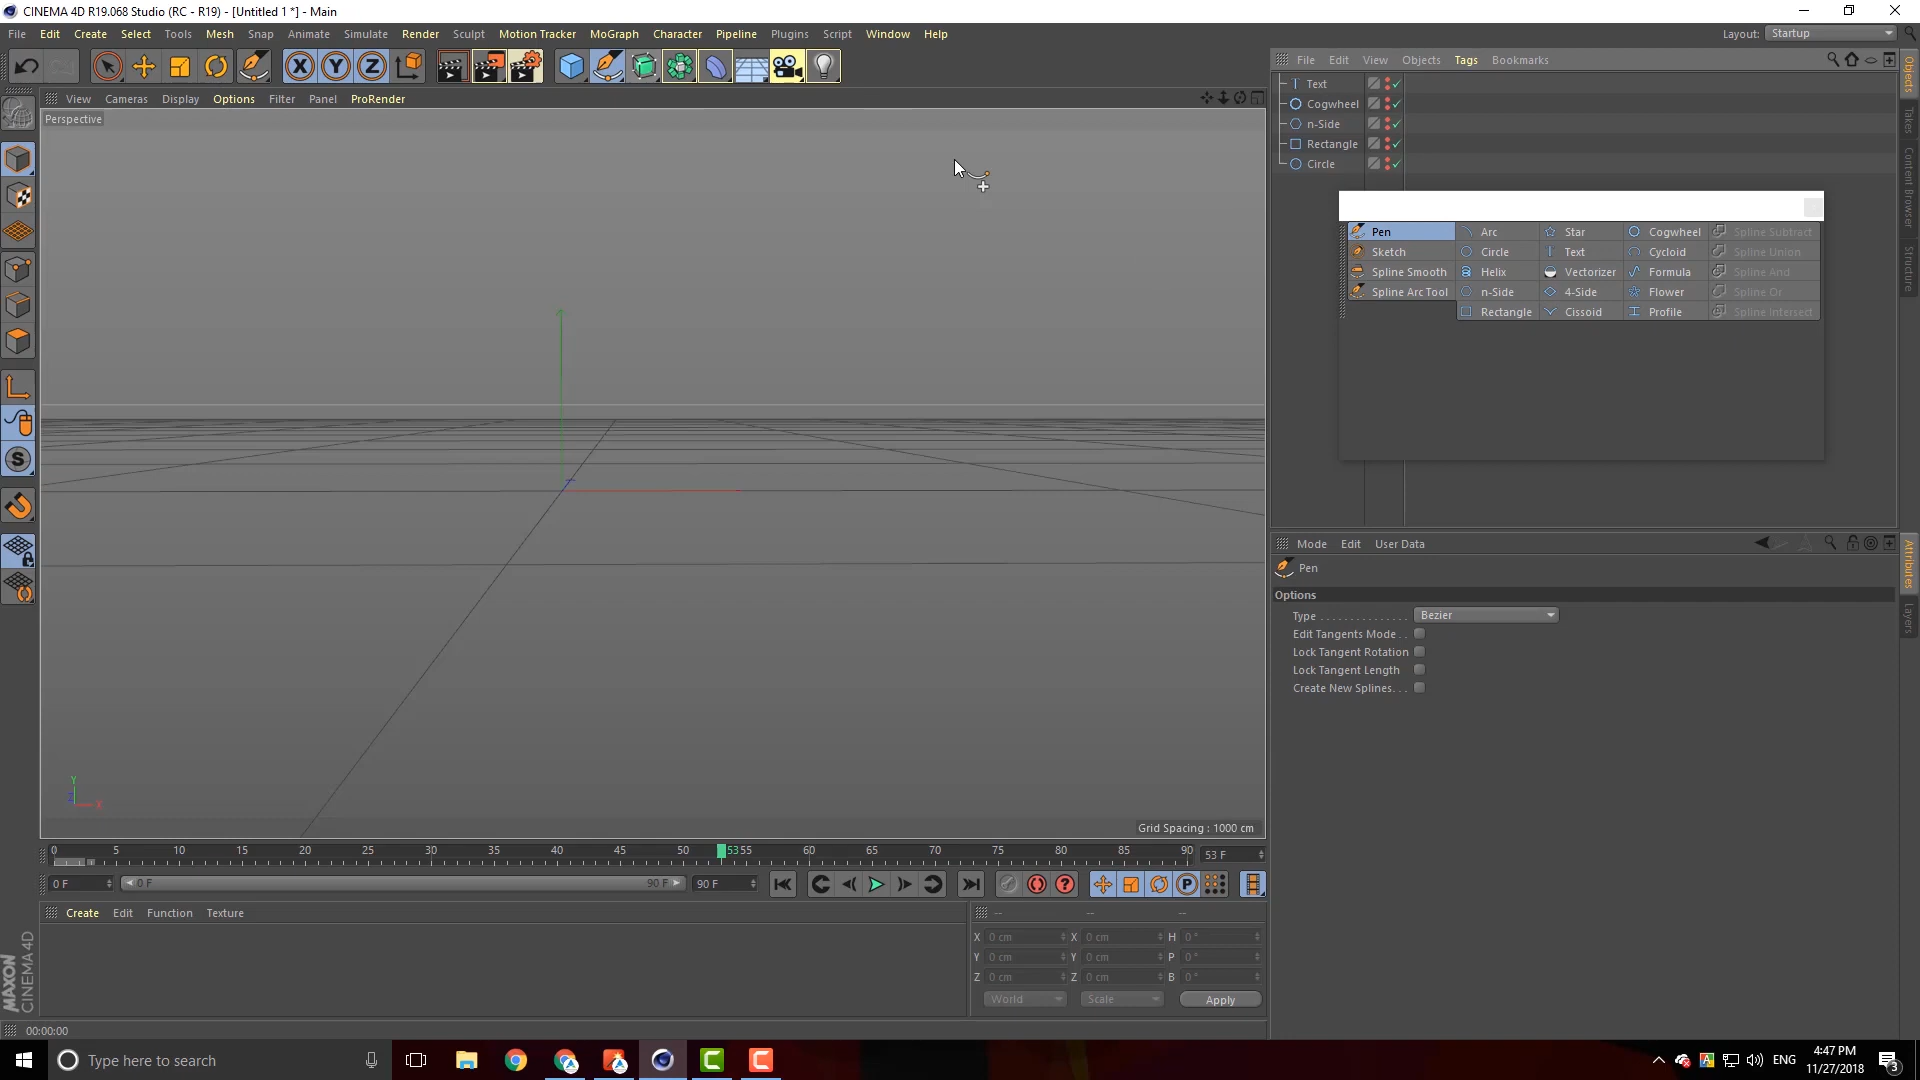 CINEMA 4D R19.068 Studio (RC - R19) - [Untitled 1 *] - Main
File Edit Create Select Tools Mesh Snap Animate Simulate Render Sculpt Motion Tracker MoGraph Character Pipeline Plugins Script Window Help
Layout: Startup
X Y Z
View Cameras Display Options Filter Panel ProRender
Perspective
File Edit View Objects Tags Bookmarks
Text
Cogwheel
n-Side
Rectangle
Circle
Objects
Takes
Content Browser
Structure
Pen Arc Star Cogwheel Spline Subtract
Sketch Circle Text Cycloid Spline Union
Spline Smooth Helix Vectorizer Formula Spline And
Spline Arc Tool n-Side 4-Side Flower Spline Or
Rectangle Cissoid Profile Spline Intersect
S
Y
Z X
Grid Spacing : 1000 cm
Mode Edit User Data
Pen
Options
Type . . . . . . . . . . . . . . . Bezier
Edit Tangents Mode . .
Lock Tangent Rotation
Lock Tangent Length
Create New Splines. . .
Attributes
Layers
0 5 10 15 20 25 30 35 40 45 50 53 55 60 65 70 75 80 85 90
53 F
0 F 0 F 90 F 90 F
P
Create Edit Function Texture
-- -- --
X 0 cm X 0 cm H 0 °
Y 0 cm Y 0 cm P 0 °
Z 0 cm Z 0 cm B 0 °
World Scale Apply
MAXON
CINEMA 4D
00:00:00
Type here to search
ENG
4:47 PM
11/27/2018
3